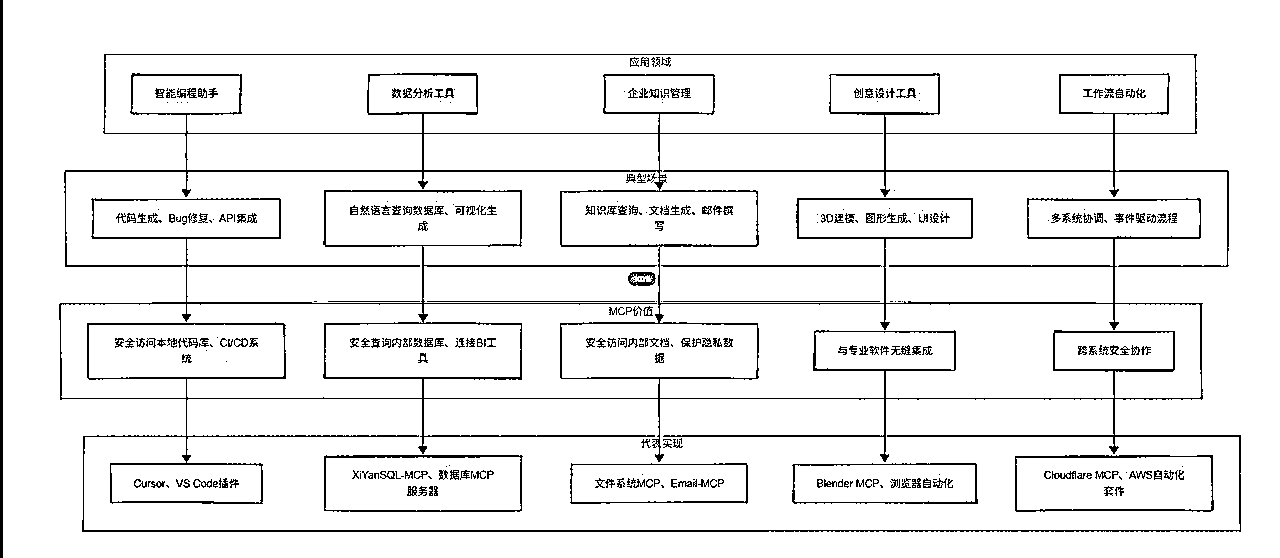 应用领域
智能编程助手
数据分析工具
企业知识管理
创意设计工具
工作流自动化
典型场景
代码生成、Bug修复、API集成
自然语言查询数据库、可视化生
成
知识库查询、文档生成、邮件撰
写
3D建模、图形生成、UI设计
多系统协调、事件驱动流程
MCP价值
安全访问本地代码库、CI/CD系
统
安全查询内部数据库、连接BI工
具
安全访问内部文档、保护隐私数
据
与专业软件无缝集成
跨系统安全协作
代表实现
Cursor、VS Code插件
XiYanSQL-MCP、数据库MCP
服务器
文件系统MCP、Email-MCP
Blender MCP、浏览器自动化
Cloudflare MCP、AWS自动化
套件